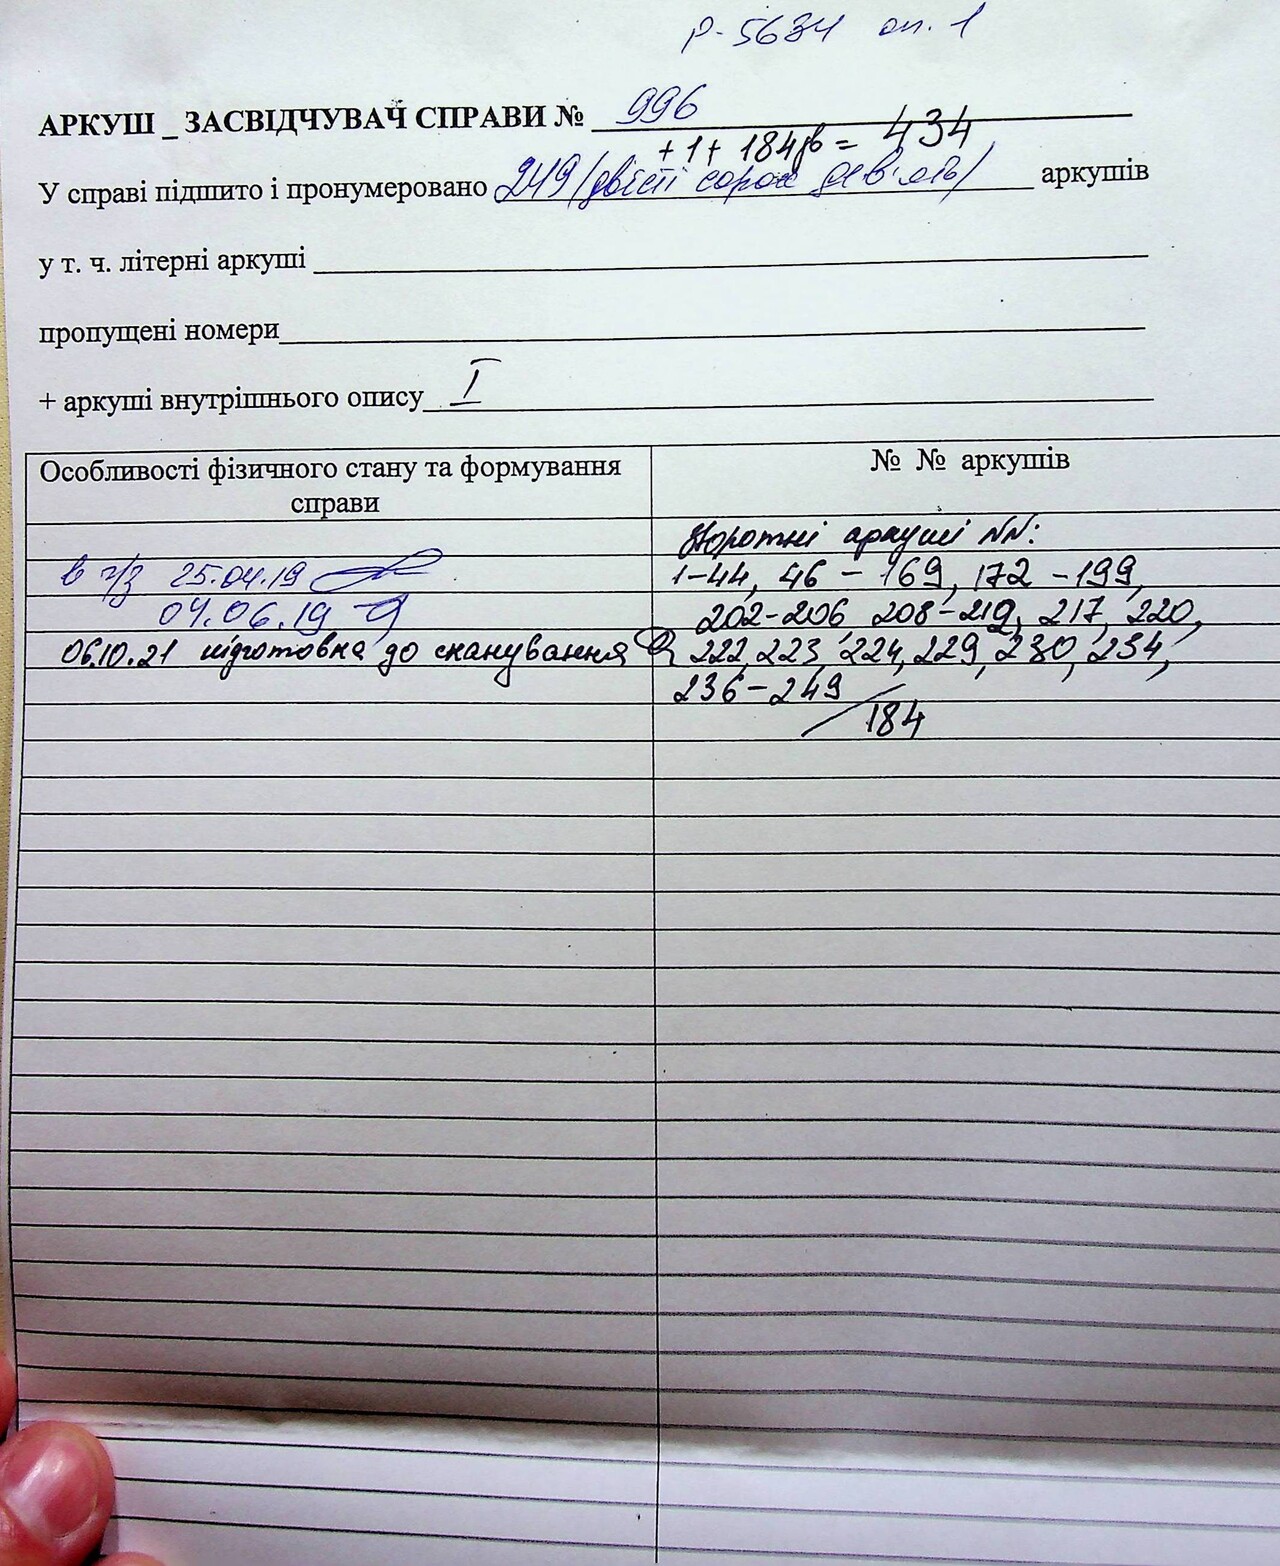 Р-5634 оп. 1
АРКУШ _ ЗАСВІДЧУВАЧ СПРАВИ № 996
+1+ 184зв = 434
У справі підшито і пронумеровано 249 /двісті сорок дев'ять/ аркушів
у т. ч. літерні аркуші
пропущені номери
+ аркуші внутрішнього опису I
Особливості фізичного стану та формування справи
№ № аркушів
Зворотні аркуші NN:
в ч/з 25.04.19
1-44, 46 - 169, 172 - 199,
04.06.19
202-206 208-212, 217, 220,
06.10.21 підготовка до сканування
222, 223, 224, 229, 230, 234,
236-249
184